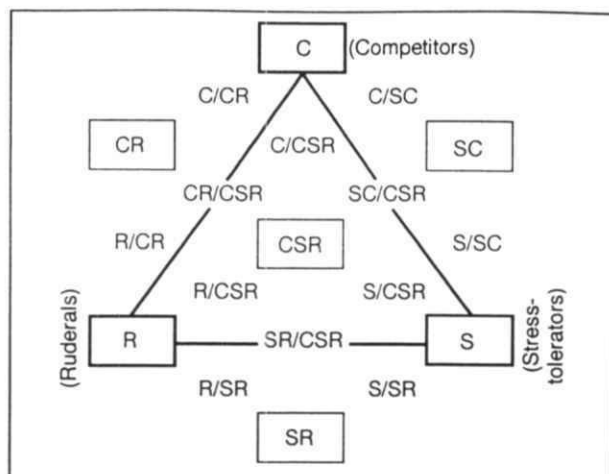 C (Competitors)
C/CR C/SC
CR C/CSR SC
CR/CSR SC/CSR
R/CR CSR S/SC
R/CSR S/CSR
(Ruderals) R SR/CSR S (Stress-
tolerators)
R/SR S/SR
SR